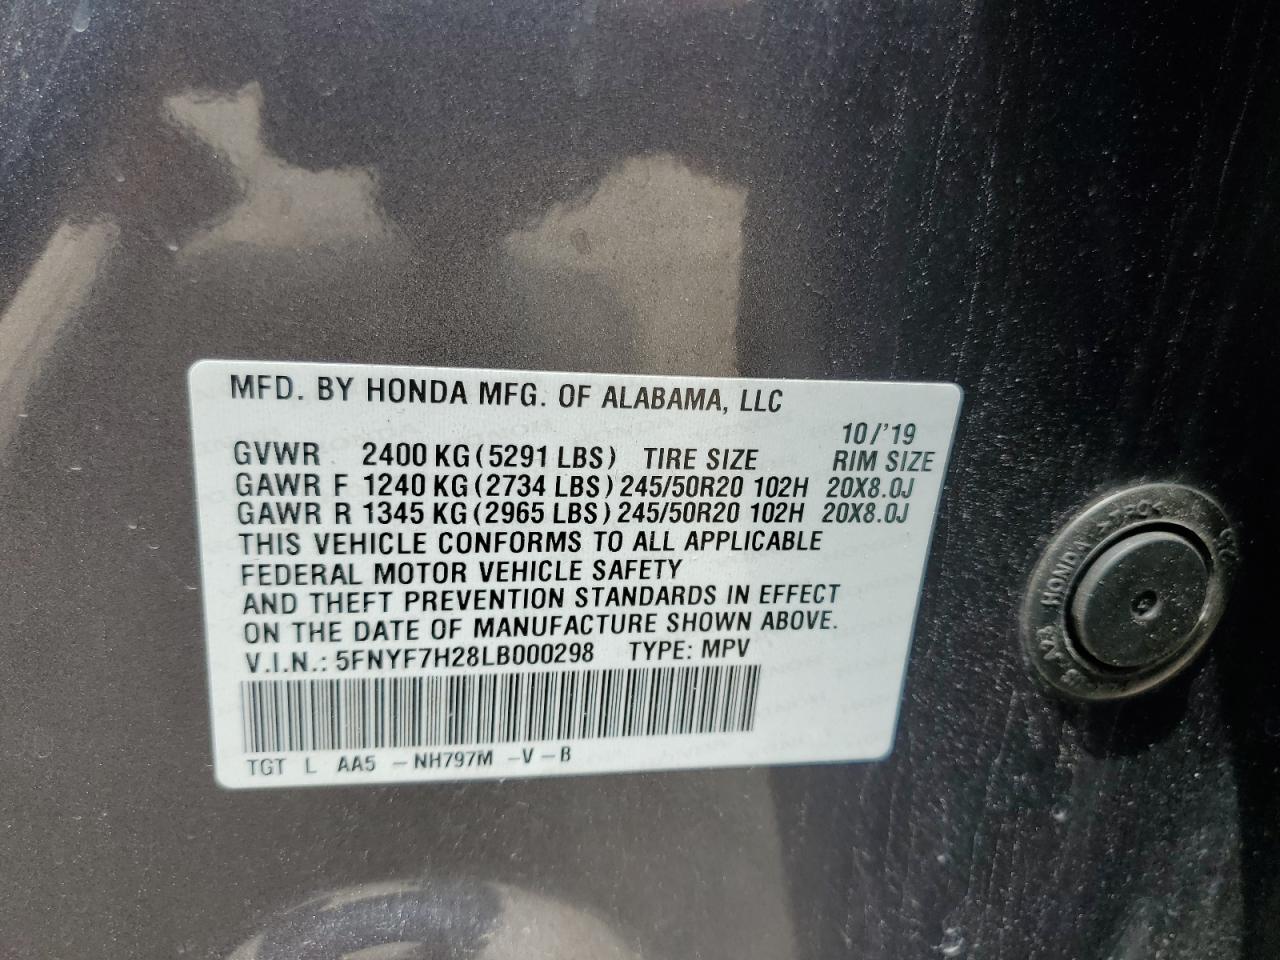 MFD. BY HONDA MFG. OF ALABAMA, LLC
10/'19
GVWR 2400 KG (5291 LBS) TIRE SIZE RIM SIZE
GAWR F 1240 KG (2734 LBS) 245/50R20 102H 20X8.0J
GAWR R 1345 KG (2965 LBS) 245/50R20 102H 20X8.0J
THIS VEHICLE CONFORMS TO ALL APPLICABLE
FEDERAL MOTOR VEHICLE SAFETY
AND THEFT PREVENTION STANDARDS IN EFFECT
ON THE DATE OF MANUFACTURE SHOWN ABOVE.
V.I.N.: 5FNYF7H28LB000298 TYPE: MPV
TGT L AA5 -NH797M -V-B